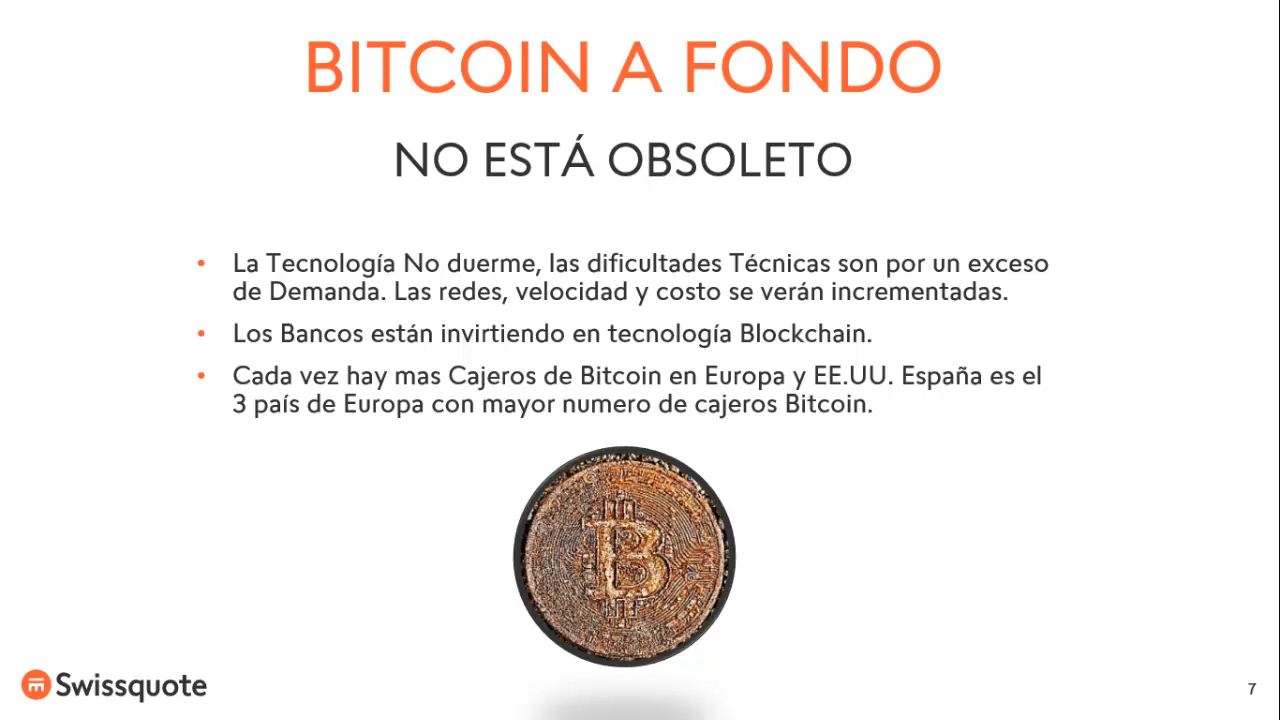 BITCOIN A FONDO
NO ESTÁ OBSOLETO
• La Tecnología No duerme, las dificultades Técnicas son por un exceso
de Demanda. Las redes, velocidad y costo se verán incrementadas.
• Los Bancos están invirtiendo en tecnología Blockchain.
• Cada vez hay mas Cajeros de Bitcoin en Europa y EE.UU. España es el
3 país de Europa con mayor numero de cajeros Bitcoin.
B
Swissquote
7